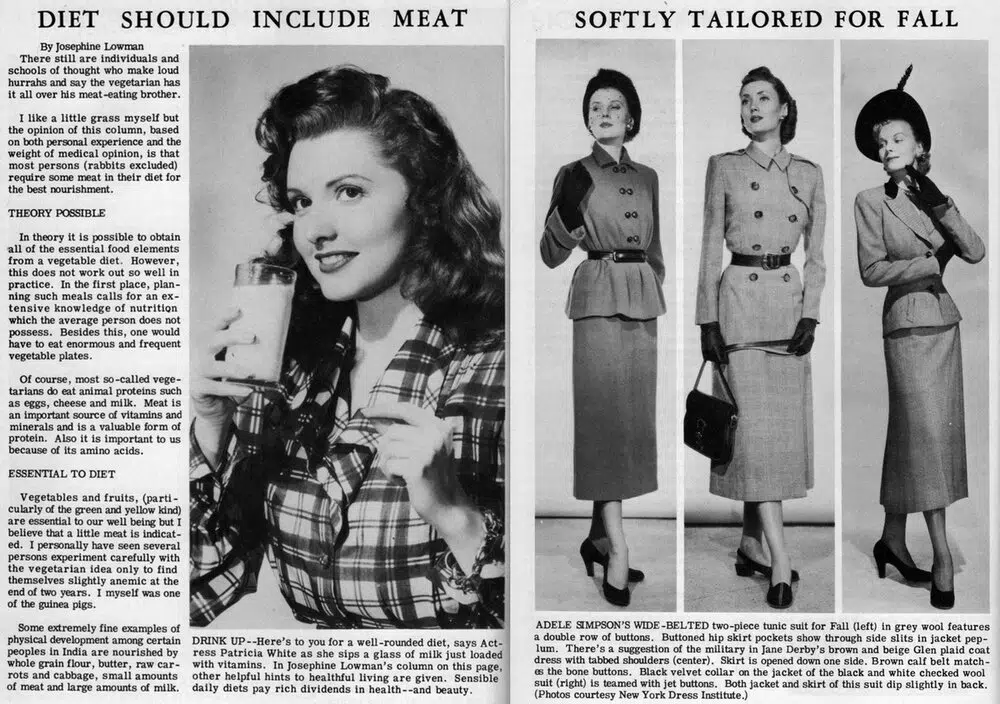 DIET SHOULD INCLUDE MEAT
By Josephine Lowman
There still are individuals and
schools of thought who make loud
hurrahs and say the vegetarian has
it all over his meat-eating brother.
I like a little grass myself but
the opinion of this column, based
on both personal experience and the
weight of medical opinion, is that
most persons (rabbits excluded)
require some meat in their diet for
the best nourishment.
THEORY POSSIBLE
In theory it is possible to obtain
all of the essential food elements
from a vegetable diet. However,
this does not work out so well in
practice. In the first place, plan-
ning such meals calls for an ex-
tensive knowledge of nutrition
which the average person does not
possess. Besides this, one would
have to eat enormous and frequent
vegetable plates.
Of course, most so-called vege-
tarians do eat animal proteins such
as eggs, cheese and milk. Meat is
an important source of vitamins and
minerals and is a valuable form of
protein. Also it is important to us
because of its amino acids.
ESSENTIAL TO DIET
Vegetables and fruits, (parti-
cularly of the green and yellow kind)
are essential to our well being but I
believe that a little meat is indicat-
ed. I personally have seen several
persons experiment carefully with
the vegetarian idea only to find
themselves slightly anemic at the
end of two years. I myself was one
of the guinea pigs.
Some extremely fine examples of
physical development among certain
peoples in India are nourished by
whole grain flour, butter, raw car-
rots and cabbage, small amounts
of meat and large amounts of milk.
DRINK UP--Here's to you for a well-rounded diet, says Act-
ress Patricia White as she sips a glass of milk just loaded
with vitamins. In Josephine Lowman's column on this page,
other helpful hints to healthful living are given. Sensible
daily diets pay rich dividends in health--and beauty.
SOFTLY TAILORED FOR FALL
ADELE SIMPSON'S WIDE-BELTED two-piece tunic suit for Fall (left) in grey wool features
a double row of buttons. Buttoned hip skirt pockets show through side slits in jacket pep-
lum. There's a suggestion of the military in Jane Derby's brown and beige Glen plaid coat
dress with tabbed shoulders (center). Skirt is opened down one side. Brown calf belt match-
es the bone buttons. Black velvet collar on the jacket of the black and white checked wool
suit (right) is teamed with jet buttons. Both jacket and skirt of this suit dip slightly in back.
(Photos courtesy New York Dress Institute.)